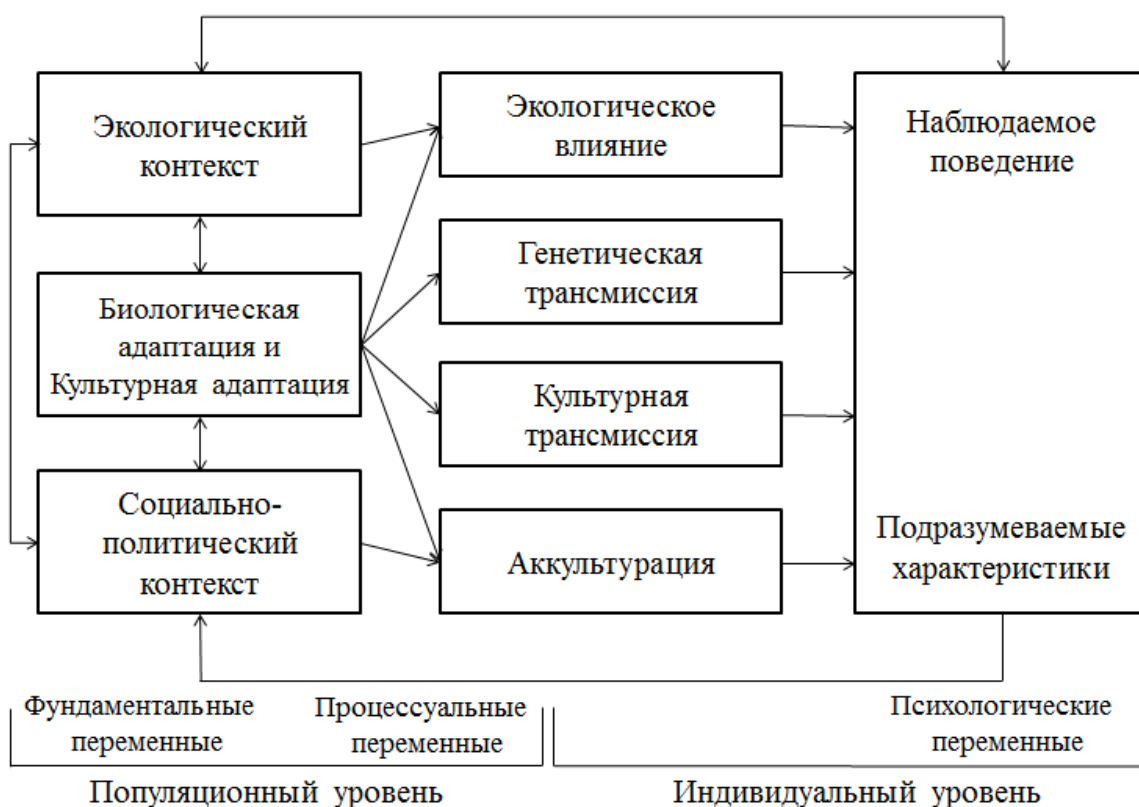 Экологический
контекст
Биологическая
адаптация и
Культурная адаптация
Социально-
политический
контекст
Экологическое
влияние
Генетическая
трансмиссия
Культурная
трансмиссия
Аккультурация
Наблюдаемое
поведение
Подразумеваемые
характеристики
Фундаментальные
переменные
Процессуальные
переменные
Психологические
переменные
Популяционный уровень
Индивидуальный уровень